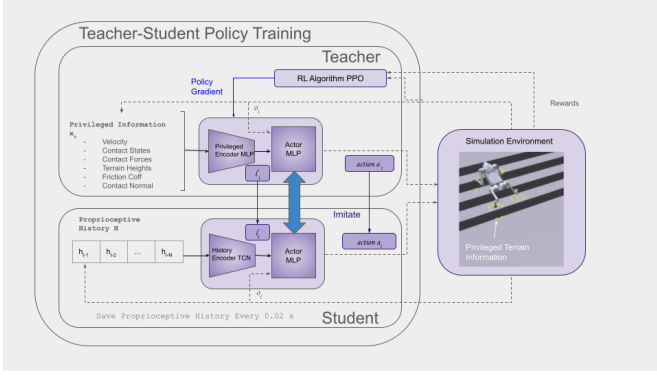 Teacher-Student Policy Training
Teacher
RL Algorithm PPO
Policy
Gradient
Rewards
Privileged Information
Velocity
Contact States
Contact Forces
Terrain Heights
Friction Coff
Contact Normal
Privileged
Encoder MLP
Actor
MLP
Simulation Environment
Privileged Terrain
Information
Imitate
Proprioceptive
History H
h t-1
h t-2
...
h t-N
History
Encoder TCN
Actor
MLP
action a t
o t
Save Proprioceptive History Every 0.02 s
Student